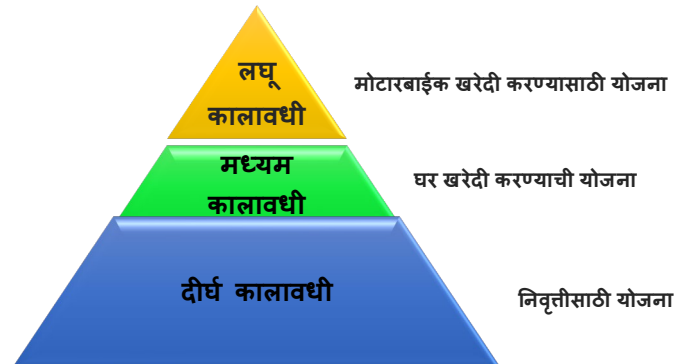 लघू
कालावधी
मोटारबाईक खरेदी करण्यासाठी योजना
मध्यम
कालावधी
घर खरेदी करण्याची योजना
दीर्घ कालावधी
निवृत्तीसाठी योजना